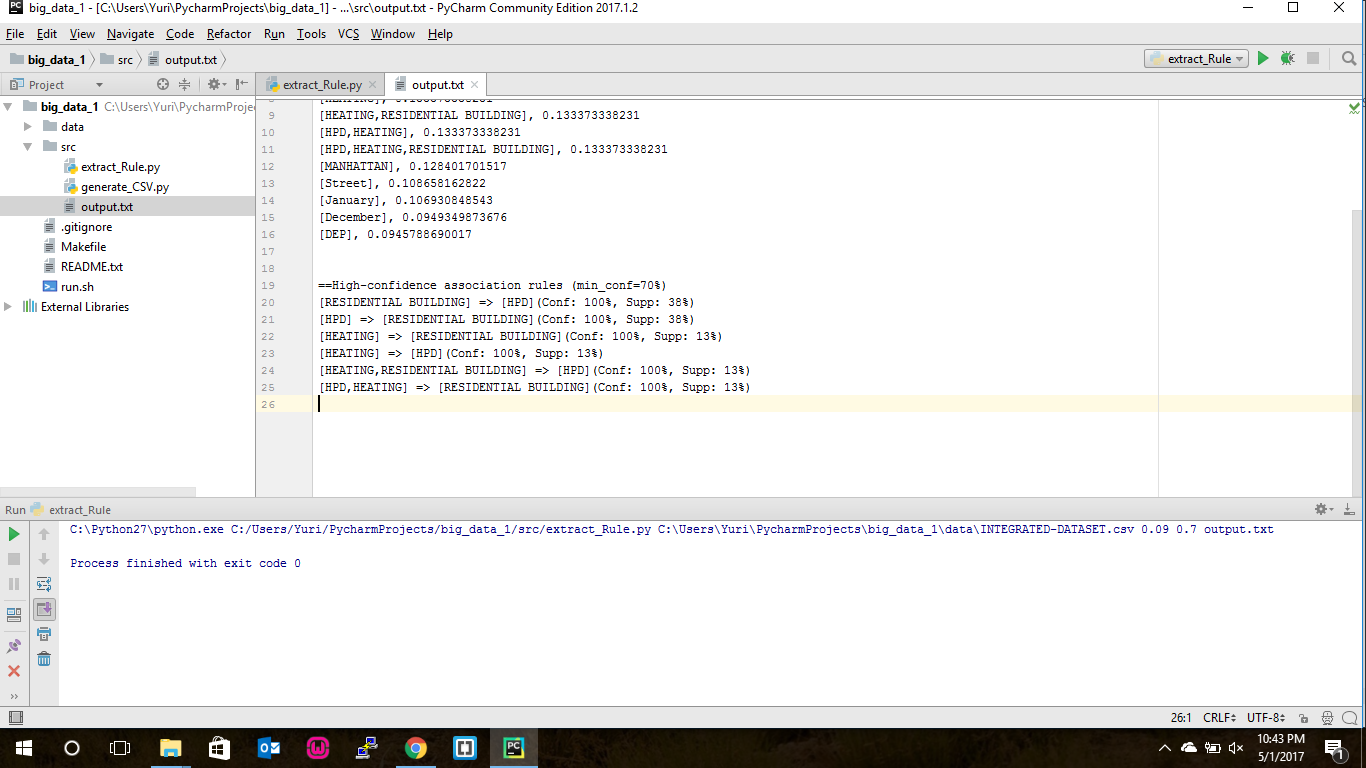 big_data_1 - [C:\Users\Yuri\PycharmProjects\big_data_1] - ...\src\output.txt - PyCharm Community Edition 2017.1.2
File Edit View Navigate Code Refactor Run Tools VCS Window Help
big_data_1 src output.txt extract_Rule
Project extract_Rule.py output.txt
big_data_1 C:\Users\Yuri\PycharmProjec
data
src
extract_Rule.py
generate_CSV.py
output.txt
.gitignore
Makefile
README.txt
run.sh
External Libraries
8 [HEATING], 0.133373338231
9 [HEATING,RESIDENTIAL BUILDING], 0.133373338231
10 [HPD,HEATING], 0.133373338231
11 [HPD,HEATING,RESIDENTIAL BUILDING], 0.133373338231
12 [MANHATTAN], 0.128401701517
13 [Street], 0.108658162822
14 [January], 0.106930848543
15 [December], 0.0949349873676
16 [DEP], 0.0945788690017
17
18
19 ==High-confidence association rules (min_conf=70%)
20 [RESIDENTIAL BUILDING] => [HPD](Conf: 100%, Supp: 38%)
21 [HPD] => [RESIDENTIAL BUILDING](Conf: 100%, Supp: 38%)
22 [HEATING] => [RESIDENTIAL BUILDING](Conf: 100%, Supp: 13%)
23 [HEATING] => [HPD](Conf: 100%, Supp: 13%)
24 [HEATING,RESIDENTIAL BUILDING] => [HPD](Conf: 100%, Supp: 13%)
25 [HPD,HEATING] => [RESIDENTIAL BUILDING](Conf: 100%, Supp: 13%)
26
Run extract_Rule
C:\Python27\python.exe C:/Users/Yuri/PycharmProjects/big_data_1/src/extract_Rule.py C:\Users\Yuri\PycharmProjects\big_data_1\data\INTEGRATED-DATASET.csv 0.09 0.7 output.txt
Process finished with exit code 0
26:1 CRLF UTF-8
10:43 PM
5/1/2017
1